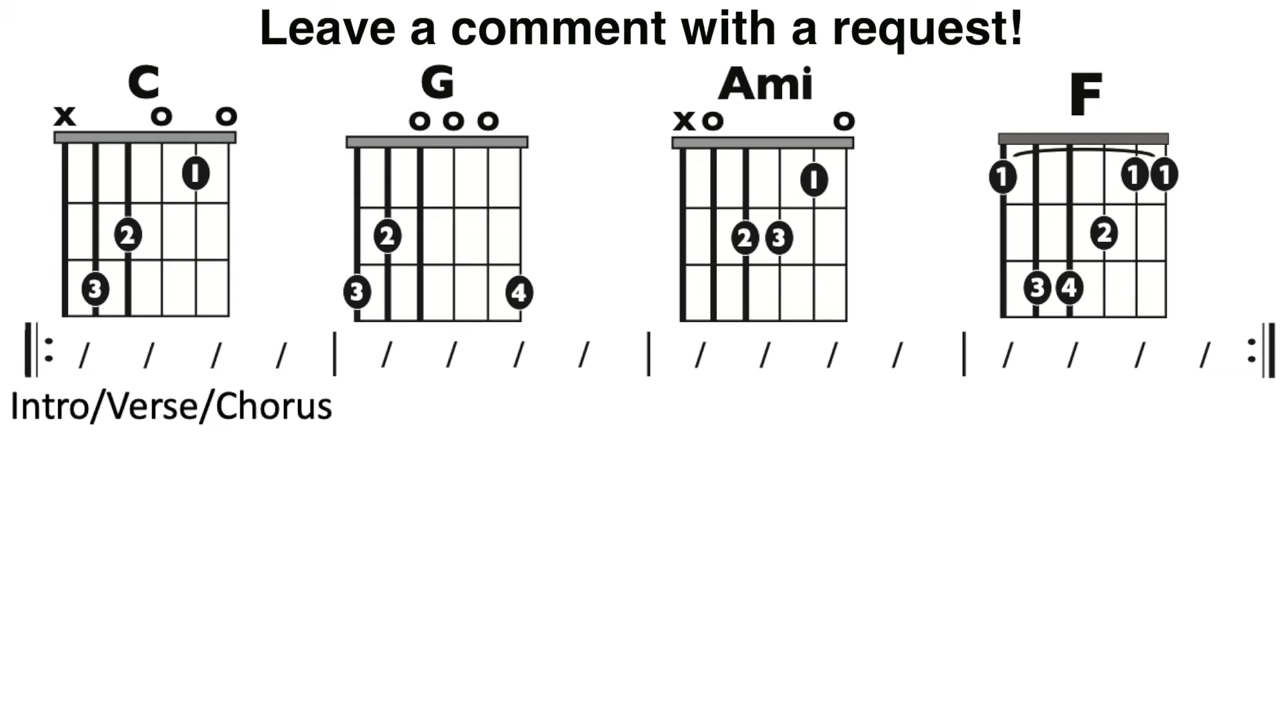 Leave a comment with a request!
C G Ami F
x o o o o o x o o
1 2 3 2 3 4 1 2 3 1 1 1 2 3 4
/ / / / / / / / / / / / / / / /
Intro/Verse/Chorus